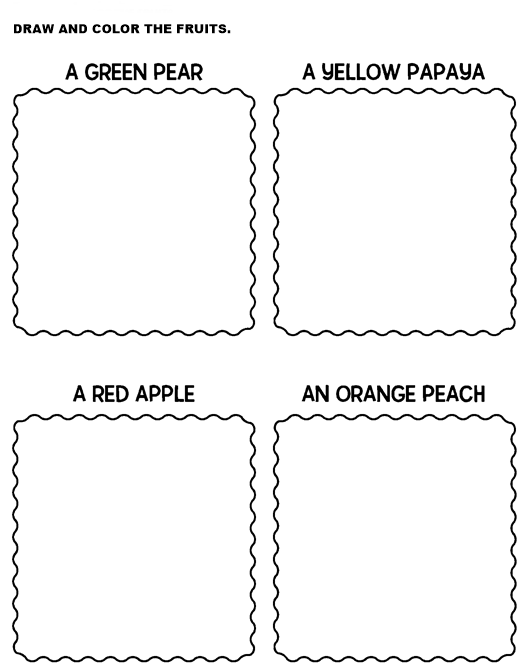 DRAW AND COLOR THE FRUITS.
A GREEN PEAR
A YELLOW PAPAYA
A RED APPLE
AN ORANGE PEACH